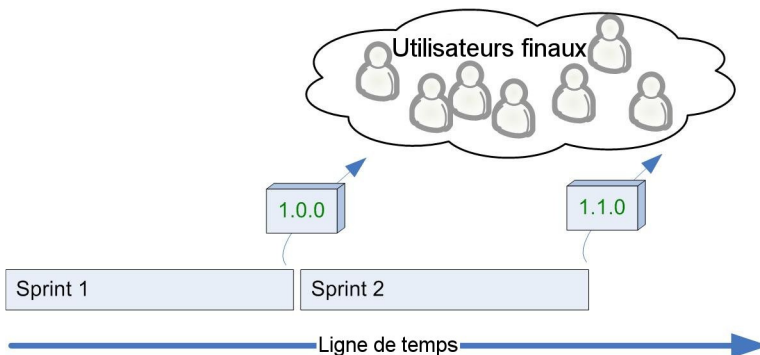 Utilisateurs finaux
1.0.0
1.1.0
Sprint 1
Sprint 2
Ligne de temps